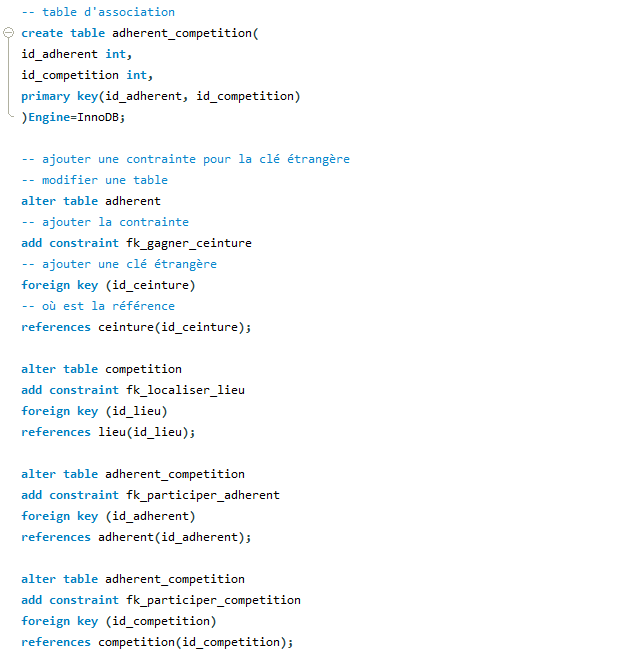 -- table d'association
create table adherent_competition(
id_adherent int,
id_competition int,
primary key(id_adherent, id_competition)
)Engine=InnoDB;
-- ajouter une contrainte pour la clé étrangère
-- modifier une table
alter table adherent
-- ajouter la contrainte
add constraint fk_gagner_ceinture
-- ajouter une clé étrangère
foreign key (id_ceinture)
-- où est la référence
references ceinture(id_ceinture);
alter table competition
add constraint fk_localiser_lieu
foreign key (id_lieu)
references lieu(id_lieu);
alter table adherent_competition
add constraint fk_participer_adherent
foreign key (id_adherent)
references adherent(id_adherent);
alter table adherent_competition
add constraint fk_participer_competition
foreign key (id_competition)
references competition(id_competition);